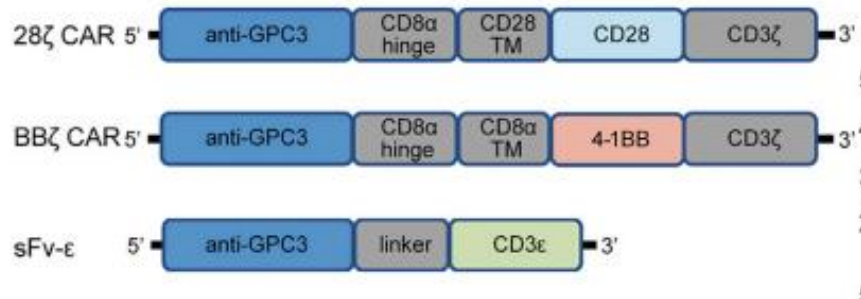 28ζ CAR 5' anti-GPC3 CD8α hinge CD28 TM CD28 CD3ζ 3'
BBζ CAR 5' anti-GPC3 CD8α hinge CD8α TM 4-1BB CD3ζ 3'
sFv-ε 5' anti-GPC3 linker CD3ε 3'